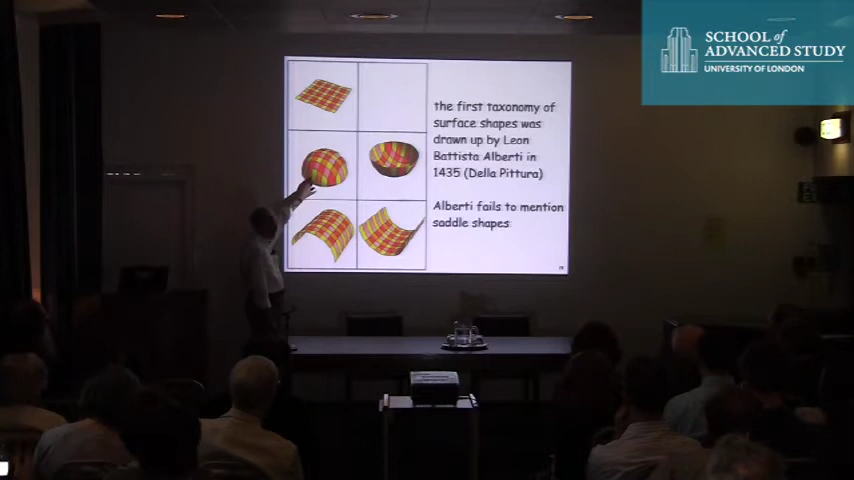 SCHOOL of
ADVANCED STUDY
UNIVERSITY OF LONDON
the first taxonomy of
surface shapes was
drawn up by Leon
Battista Alberti in
1435 (Della Pittura)
Alberti fails to mention
saddle shapes